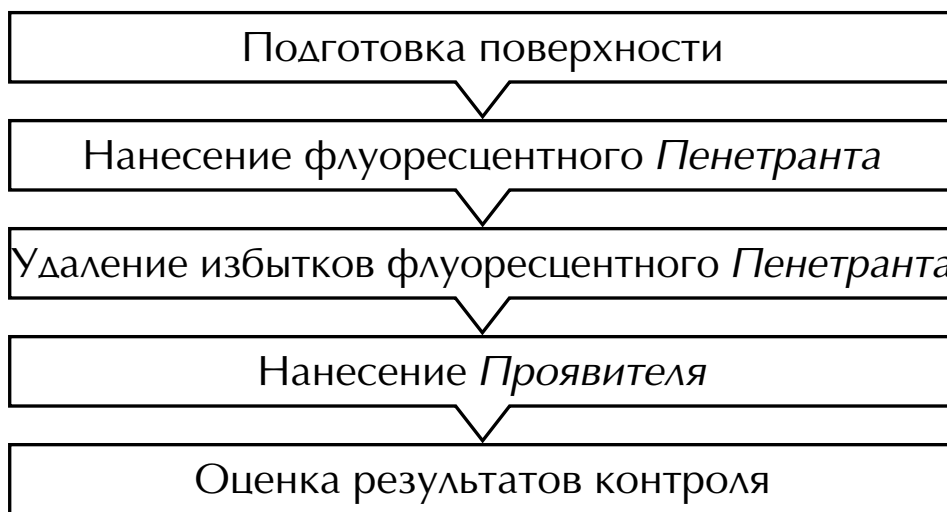 Подготовка поверхности
Нанесение флуоресцентного Пенетранта
Удаление избытков флуоресцентного Пенетранта
Нанесение Проявителя
Оценка результатов контроля